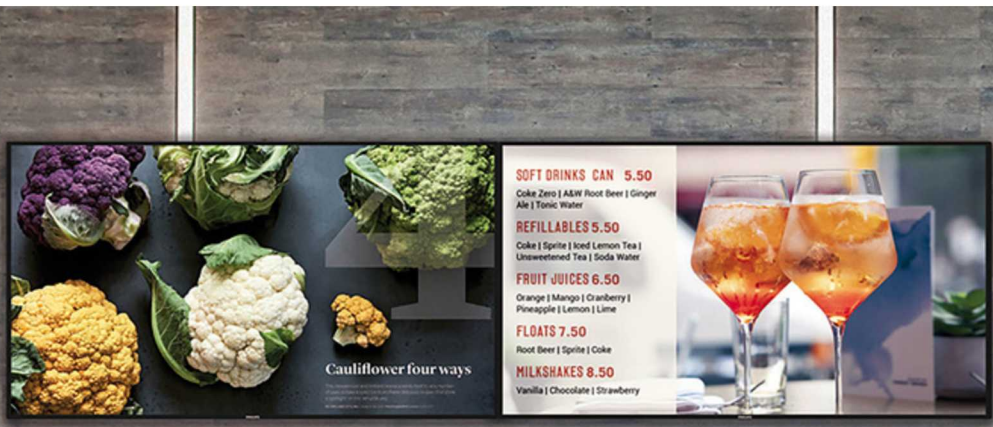 4
Cauliflower four ways
SOFT DRINKS CAN 5.50
Coke Zero | A&W Root Beer | Ginger
Ale | Tonic Water
REFILLABLES 5.50
Coke | Sprite | Iced Lemon Tea |
Unsweetened Tea | Soda Water
FRUIT JUICES 6.50
Orange | Mango | Cranberry |
Pineapple | Lemon | Lime
FLOATS 7.50
Root Beer | Sprite | Coke
MILKSHAKES 8.50
Vanilla | Chocolate | Strawberry